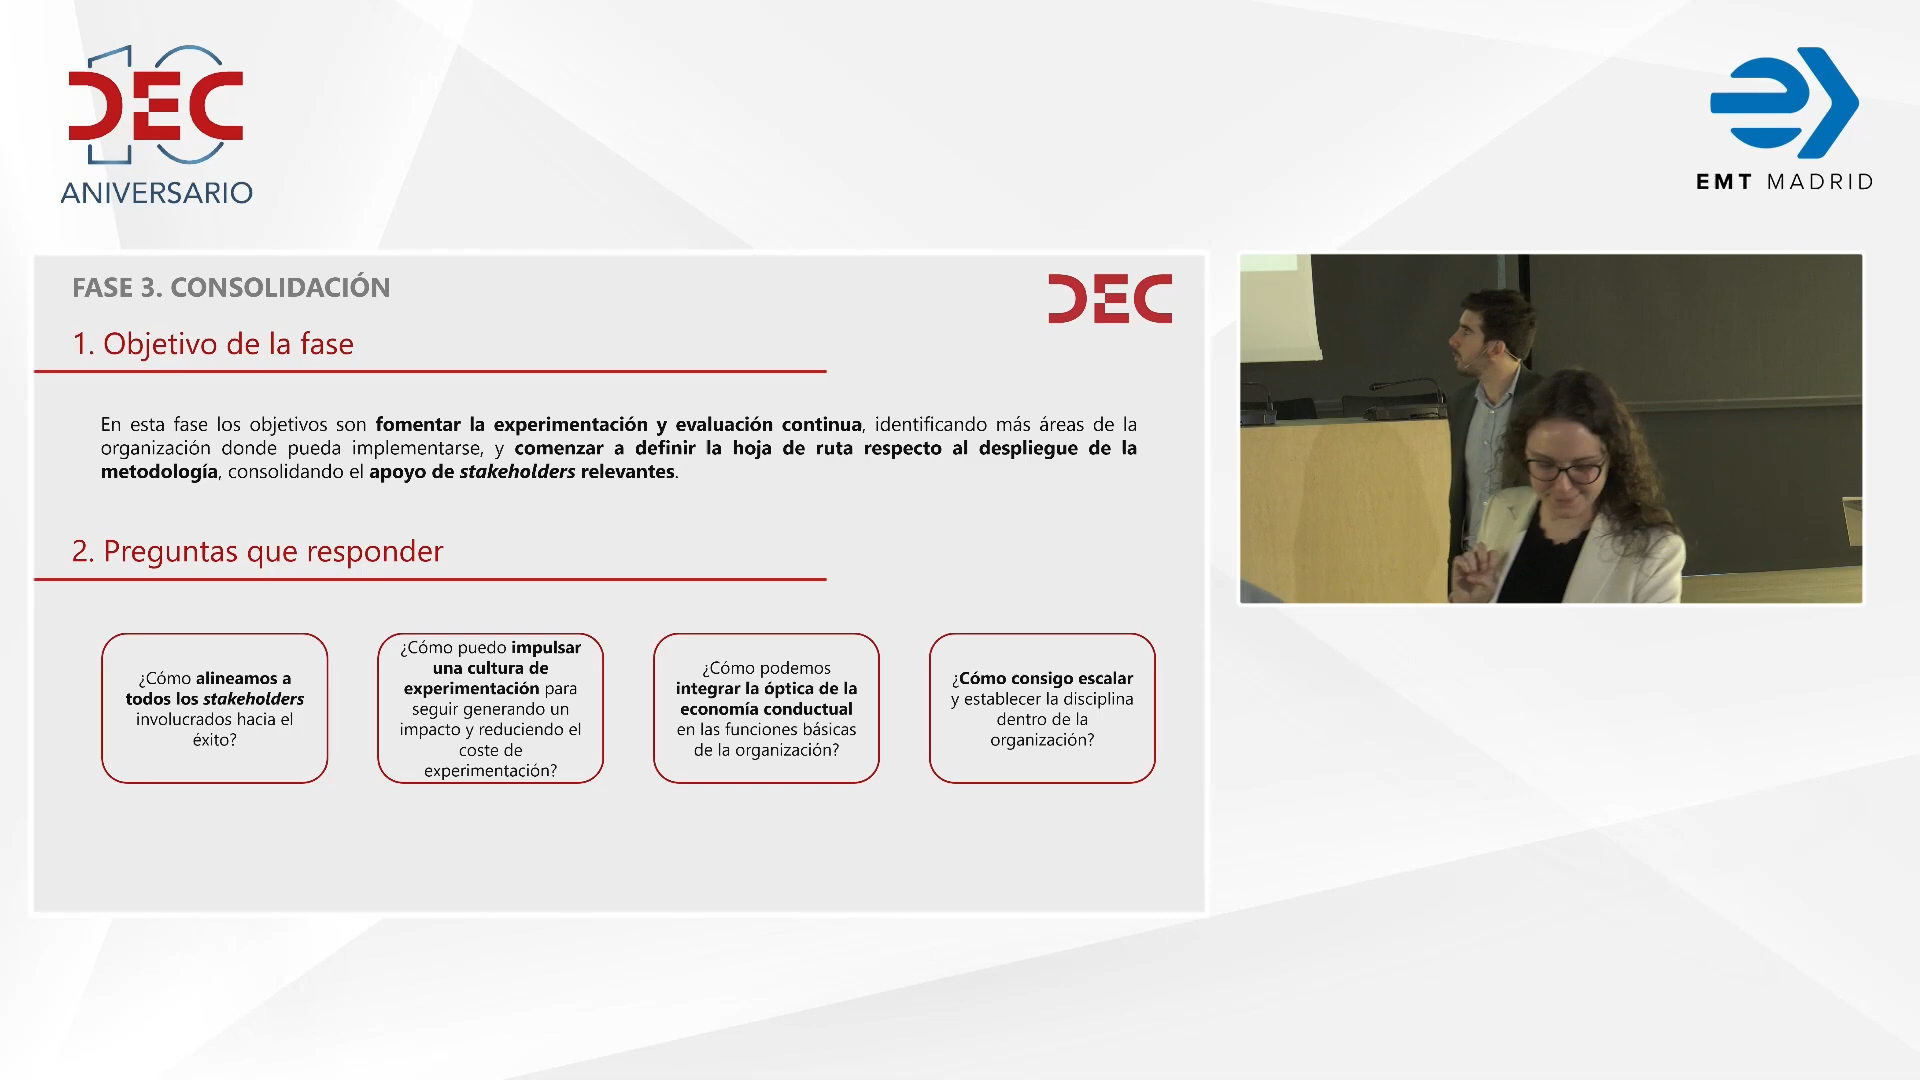 10
DEC
ANIVERSARIO
EMT MADRID
FASE 3. CONSOLIDACIÓN
DEC
1. Objetivo de la fase
En esta fase los objetivos son fomentar la experimentación y evaluación continua, identificando más áreas de la
organización donde pueda implementarse, y comenzar a definir la hoja de ruta respecto al despliegue de la
metodología, consolidando el apoyo de stakeholders relevantes.
2. Preguntas que responder
¿Cómo alineamos a
todos los stakeholders
involucrados hacia el
éxito?
¿Cómo puedo impulsar
una cultura de
experimentación para
seguir generando un
impacto y reduciendo el
coste de
experimentación?
¿Cómo podemos
integrar la óptica de la
economía conductual
en las funciones básicas
de la organización?
¿Cómo consigo escalar
y establecer la disciplina
dentro de la
organización?